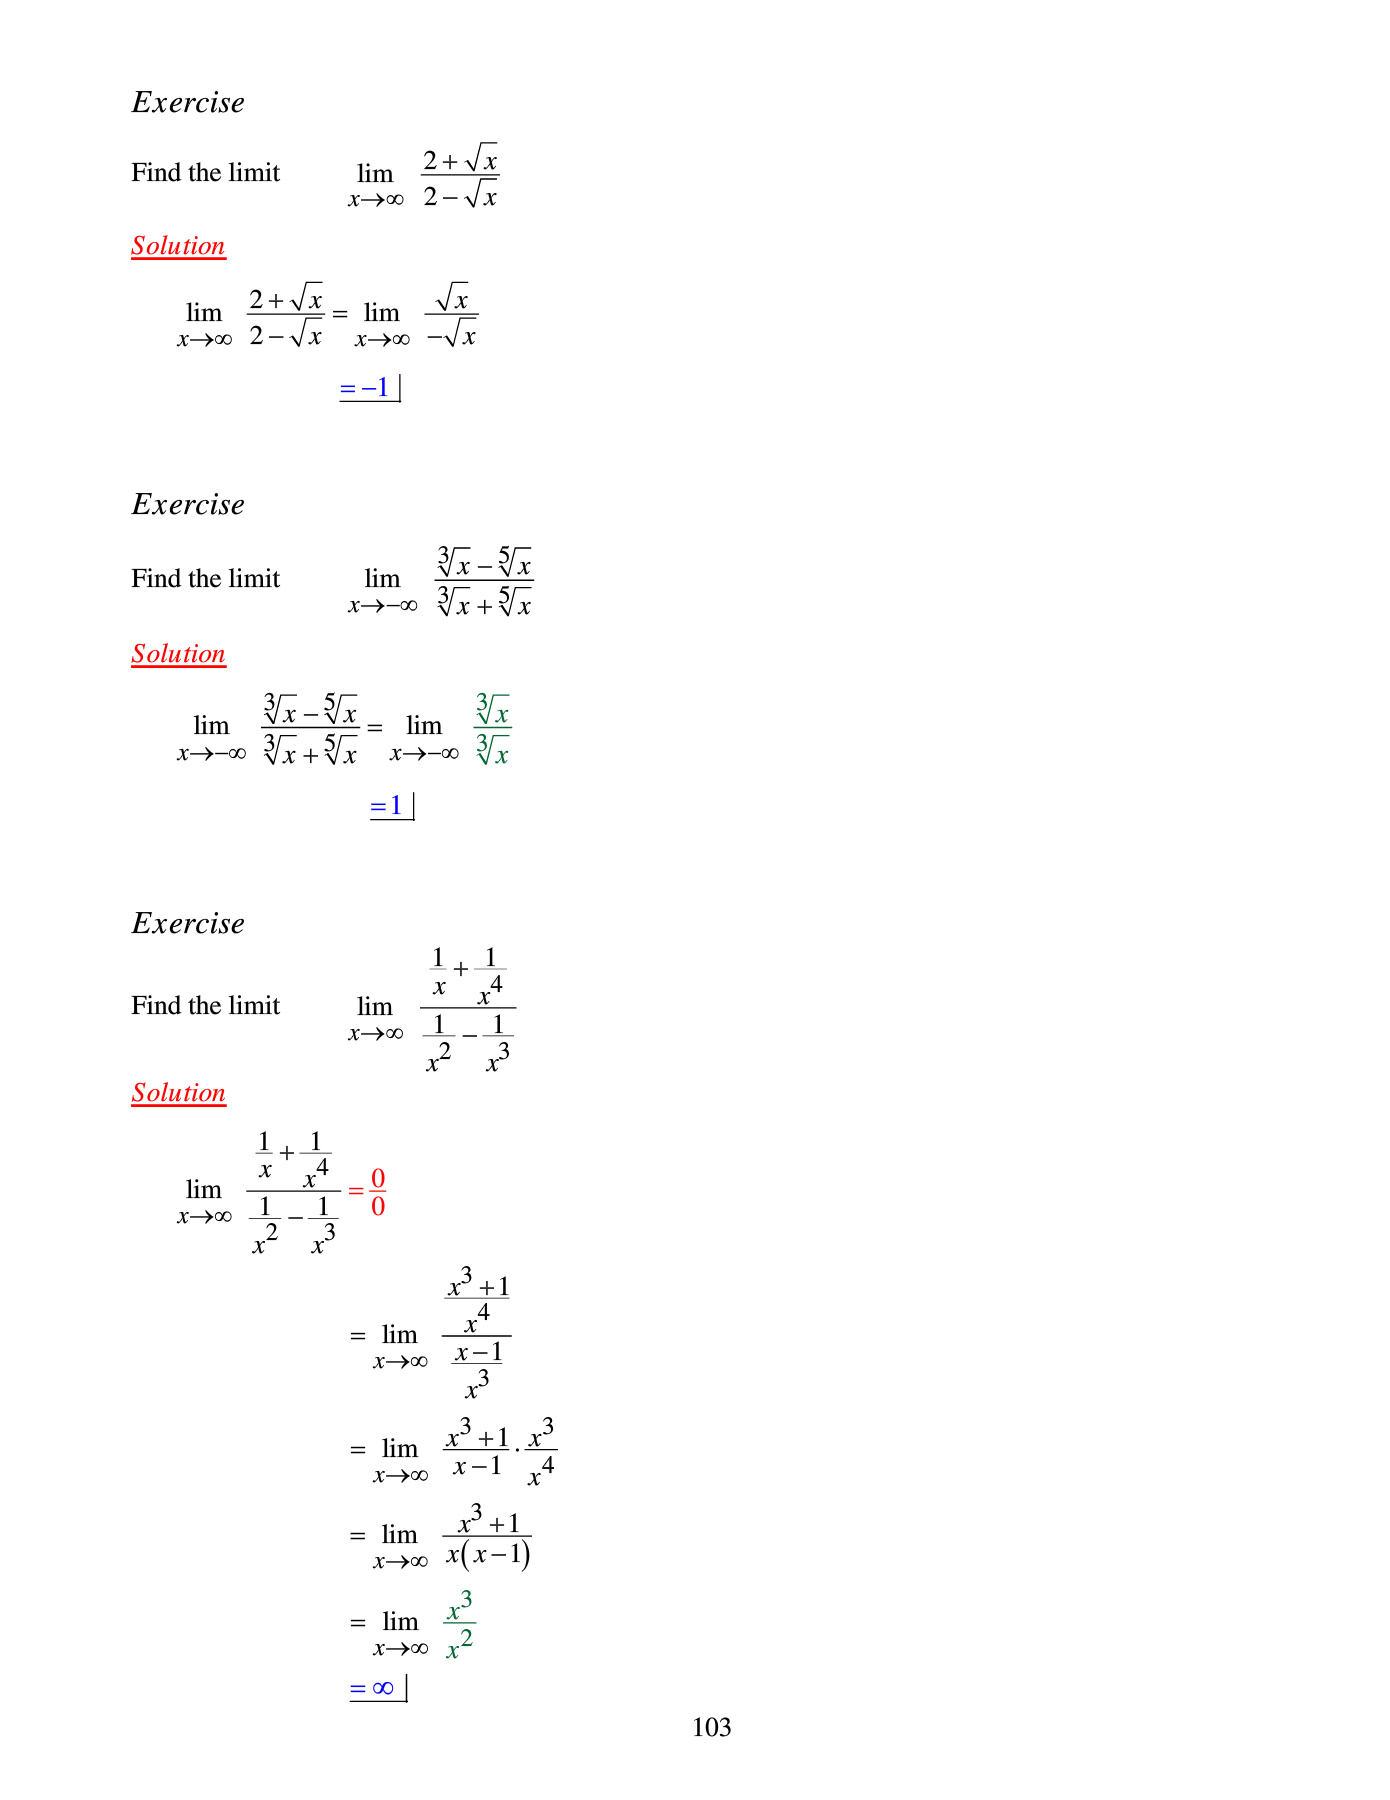 Exercise
Find the limit $\lim_{x \to \infty} \frac{2+\sqrt{x}}{2-\sqrt{x}}$
Solution
$\lim_{x \to \infty} \frac{2+\sqrt{x}}{2-\sqrt{x}} = \lim_{x \to \infty} \frac{\sqrt{x}}{-\sqrt{x}}$
$= -1$
Exercise
Find the limit $\lim_{x \to -\infty} \frac{\sqrt[3]{x}-\sqrt[5]{x}}{\sqrt[3]{x}+\sqrt[5]{x}}$
Solution
$\lim_{x \to -\infty} \frac{\sqrt[3]{x}-\sqrt[5]{x}}{\sqrt[3]{x}+\sqrt[5]{x}} = \lim_{x \to -\infty} \frac{\sqrt[3]{x}}{\sqrt[3]{x}}$
$= 1$
Exercise
Find the limit $\lim_{x \to \infty} \frac{\frac{1}{x}+\frac{1}{x^4}}{\frac{1}{x^2}-\frac{1}{x^3}}$
Solution
$\lim_{x \to \infty} \frac{\frac{1}{x}+\frac{1}{x^4}}{\frac{1}{x^2}-\frac{1}{x^3}} = \frac{0}{0}$
$= \lim_{x \to \infty} \frac{\frac{x^3+1}{x^4}}{\frac{x-1}{x^3}}$
$= \lim_{x \to \infty} \frac{x^3+1}{x-1} \cdot \frac{x^3}{x^4}$
$= \lim_{x \to \infty} \frac{x^3+1}{x(x-1)}$
$= \lim_{x \to \infty} \frac{x^3}{x^2}$
$= \infty$
103